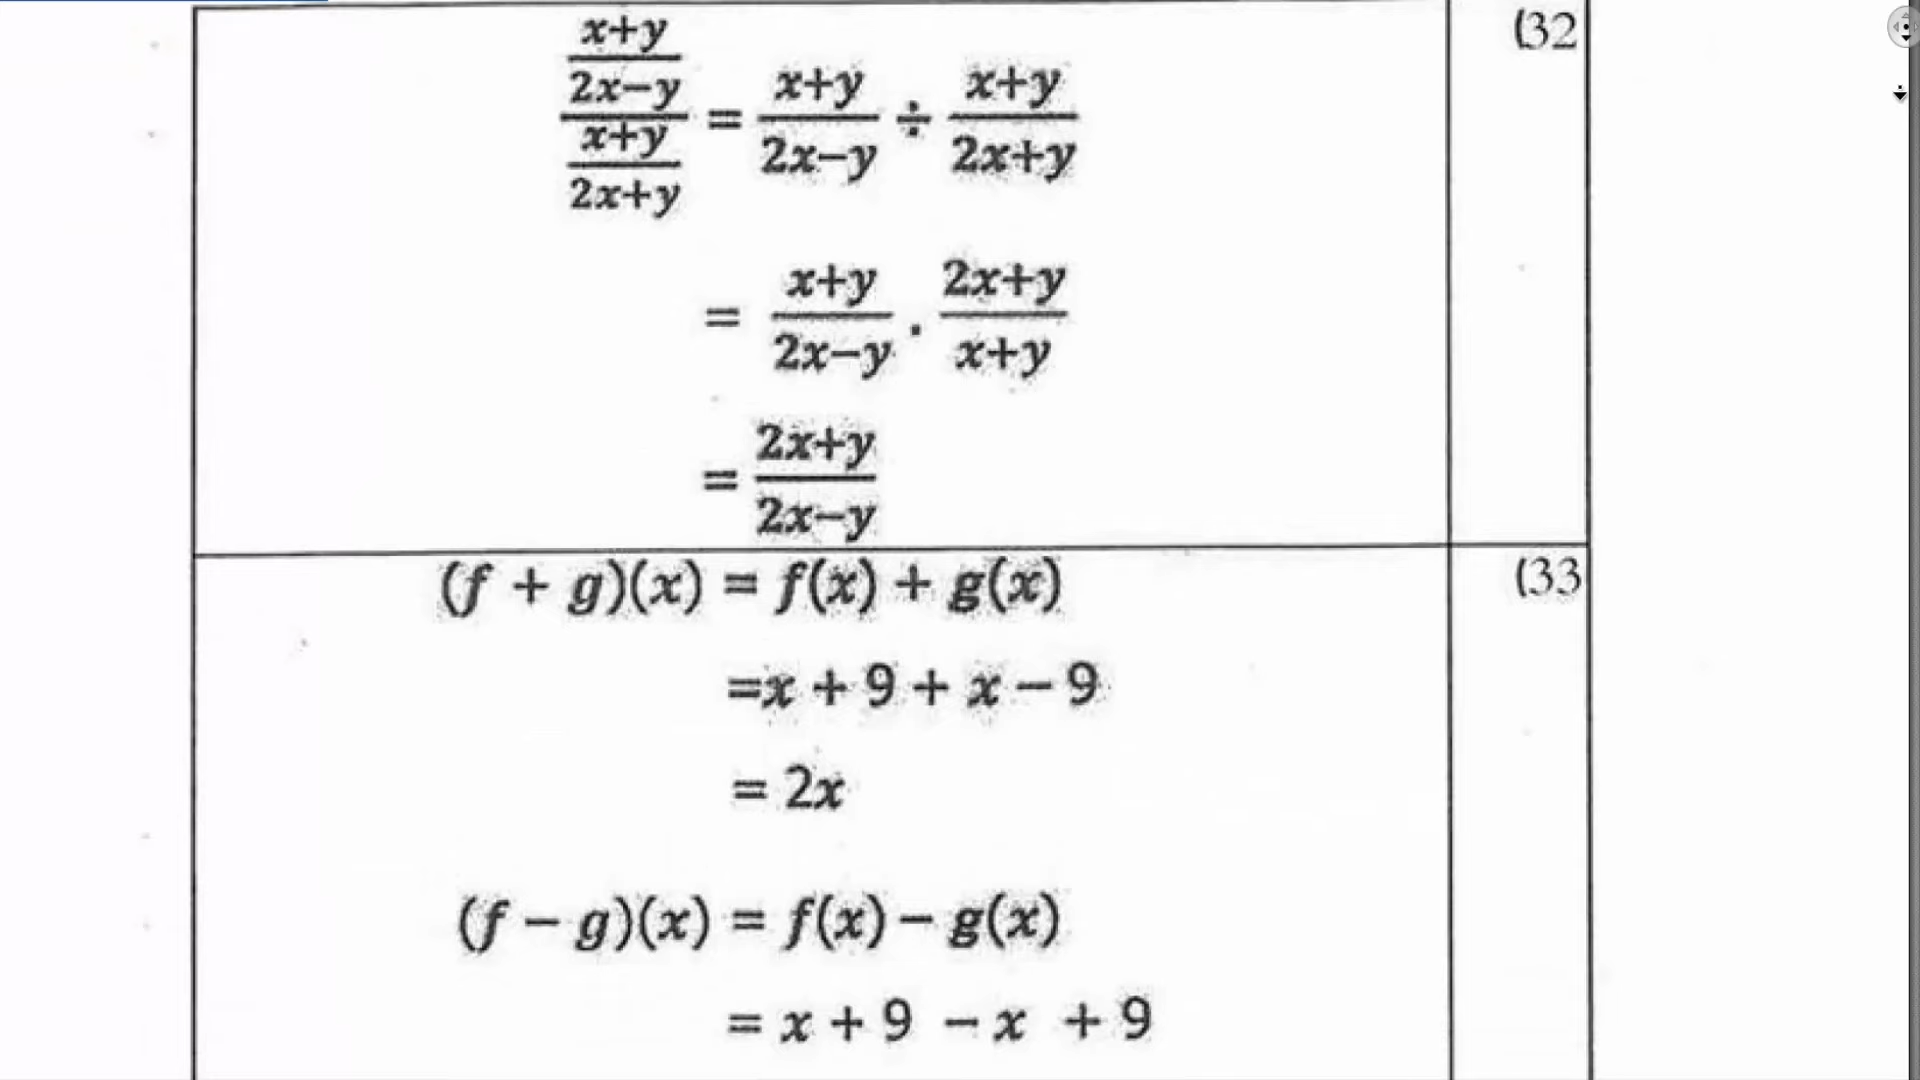 (32
x+y
2x−y
x+y
2x+y
= x+y / 2x−y ÷ x+y / 2x+y
= x+y / 2x−y . 2x+y / x+y
= 2x+y / 2x−y
(33
(f + g)(x) = f(x) + g(x)
=x + 9 + x − 9
= 2x
(f − g)(x) = f(x) − g(x)
= x + 9 − x + 9